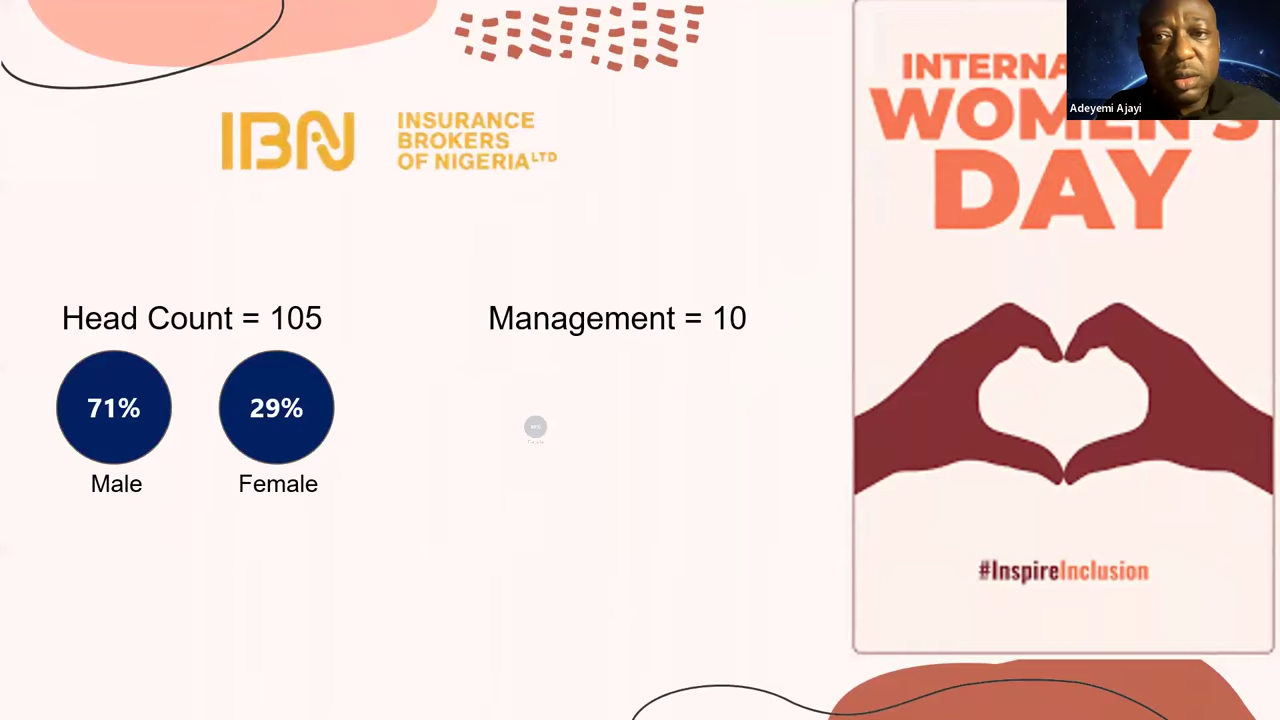 IBN
INSURANCE
BROKERS
OF NIGERIA LTD
Head Count = 105
71%
29%
Male
Female
Management = 10
INTERNA
WOMEN'S
DAY
#InspireInclusion
Adeyemi Ajayi